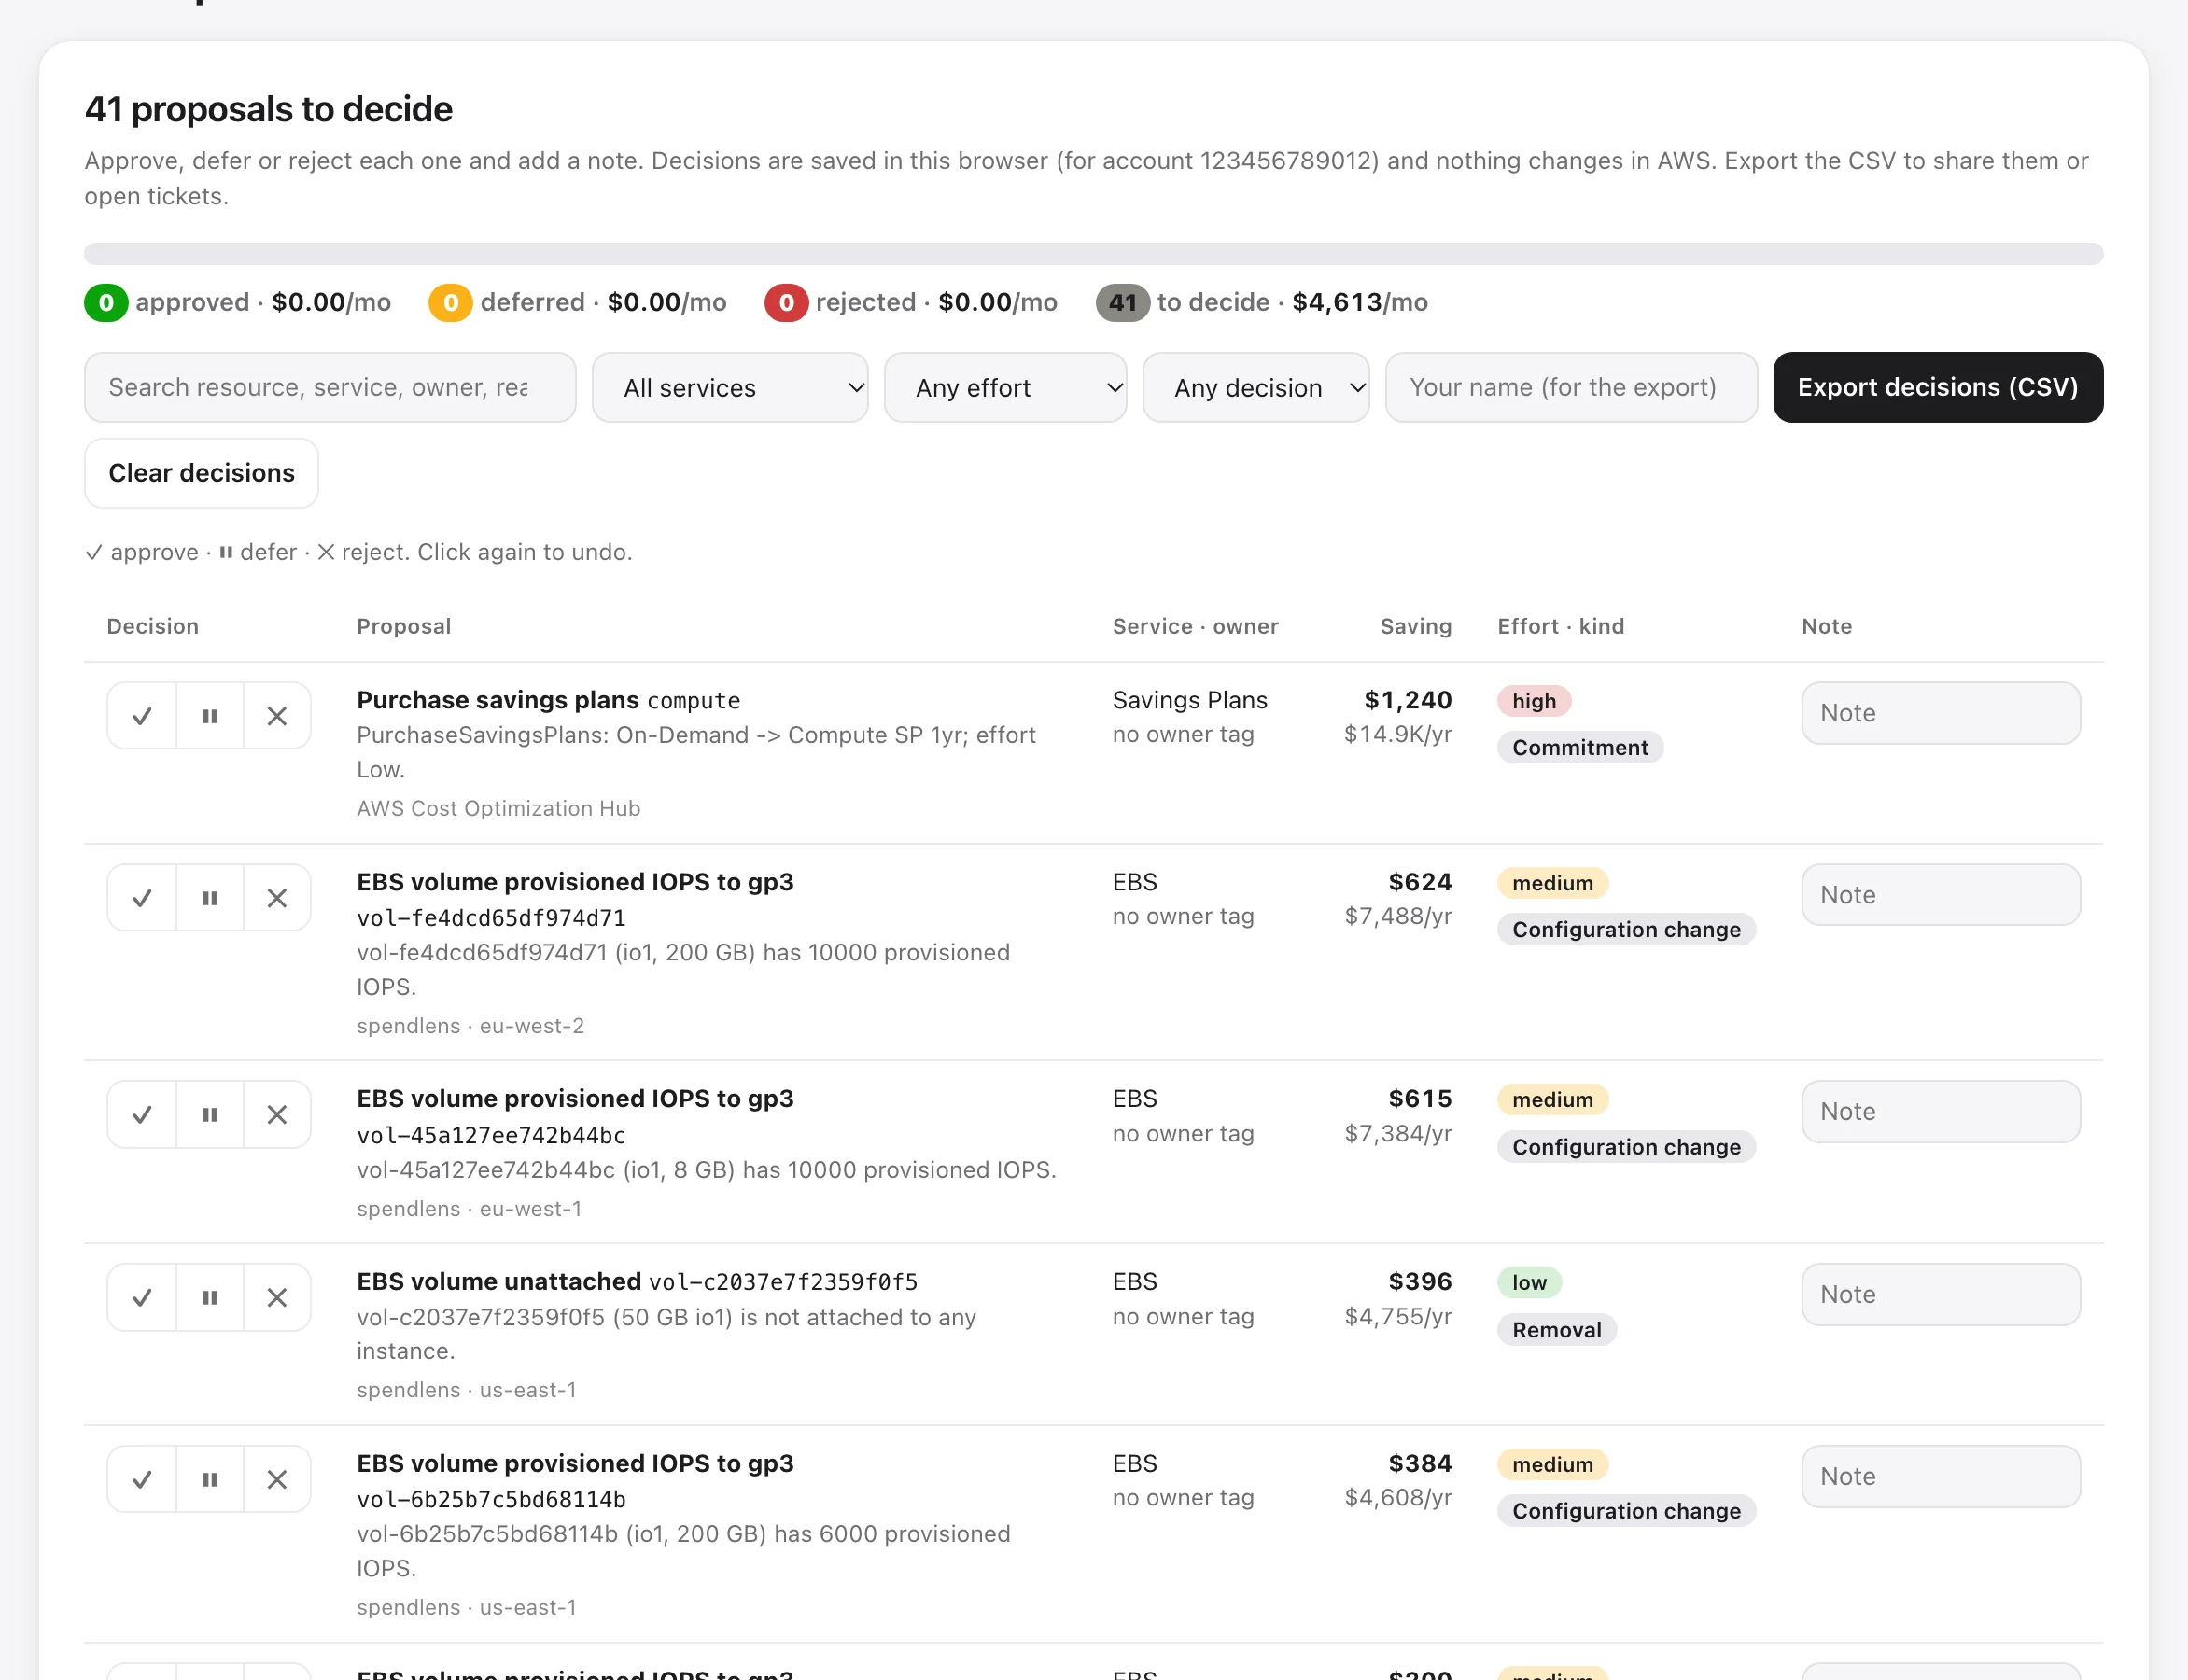 41 proposals to decide
Approve, defer or reject each one and add a note. Decisions are saved in this browser (for account 123456789012) and nothing changes in AWS. Export the CSV to share them or
open tickets.
0 approved · $0.00/mo 0 deferred · $0.00/mo 0 rejected · $0.00/mo 41 to decide · $4,613/mo
Search resource, service, owner, rea All services Any effort Any decision Your name (for the export) Export decisions (CSV)
Clear decisions
✓ approve · ⏸ defer · ✕ reject. Click again to undo.
Decision Proposal Service · owner Saving Effort · kind Note
Purchase savings plans compute Savings Plans $1,240 high Note
PurchaseSavingsPlans: On-Demand -> Compute SP 1yr; effort no owner tag $14.9K/yr Commitment
Low.
AWS Cost Optimization Hub
EBS volume provisioned IOPS to gp3 EBS $624 medium Note
vol-fe4dcd65df974d71 no owner tag $7,488/yr Configuration change
vol-fe4dcd65df974d71 (io1, 200 GB) has 10000 provisioned
IOPS.
spendlens · eu-west-2
EBS volume provisioned IOPS to gp3 EBS $615 medium Note
vol-45a127ee742b44bc no owner tag $7,384/yr Configuration change
vol-45a127ee742b44bc (io1, 8 GB) has 10000 provisioned IOPS.
spendlens · eu-west-1
EBS volume unattached vol-c2037e7f2359f0f5 EBS $396 low Note
vol-c2037e7f2359f0f5 (50 GB io1) is not attached to any no owner tag $4,755/yr Removal
instance.
spendlens · us-east-1
EBS volume provisioned IOPS to gp3 EBS $384 medium Note
vol-6b25b7c5bd68114b no owner tag $4,608/yr Configuration change
vol-6b25b7c5bd68114b (io1, 200 GB) has 6000 provisioned
IOPS.
spendlens · us-east-1
EBS volume provisioned IOPS to gp3 EBS medium